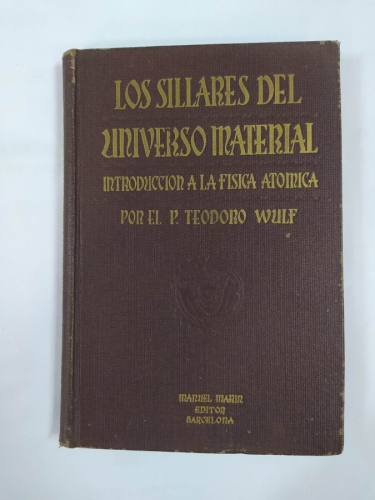 LOS SILLARES DEL
UNIVERSO MATERIAL
INTRODUCCION A LA FISICA ATOMICA
POR EL P. TEODORO WULF
MANUEL MARIN
EDITOR
BARCELONA